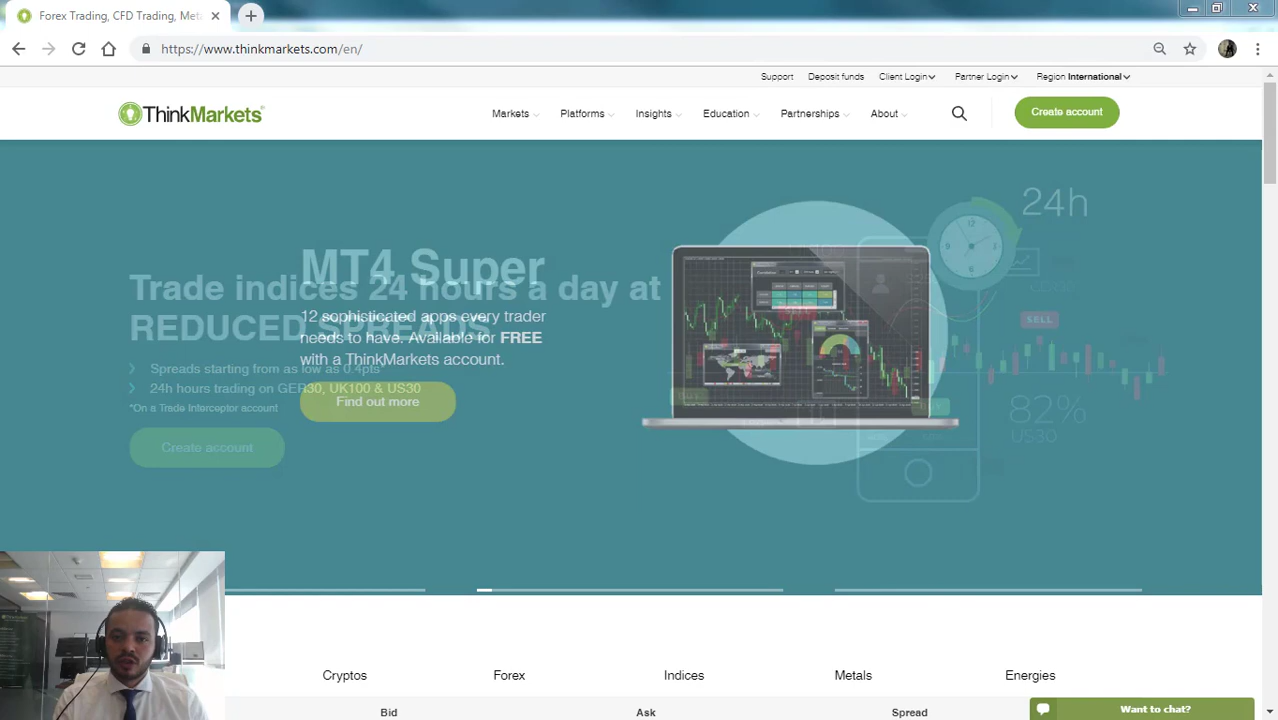 Forex Trading, CFD Trading, Met
https://www.thinkmarkets.com/en/
Support Deposit funds Client Login Partner Login Region International
ThinkMarkets
Markets Platforms Insights Education Partnerships About
Create account
24h
MT4 Super
Trade indices 24 hours a day at
REDUCED SPREADS
12 sophisticated apps every trader
needs to have. Available for FREE
with a ThinkMarkets account.
Spreads starting from as low as 0.4pts*
24h hours trading on GER30, UK100 & US30
*On a Trade Interceptor account
Find out more
Create account
SELL
82%
US30
Cryptos Forex Indices Metals Energies
Bid Ask Spread
Want to chat?